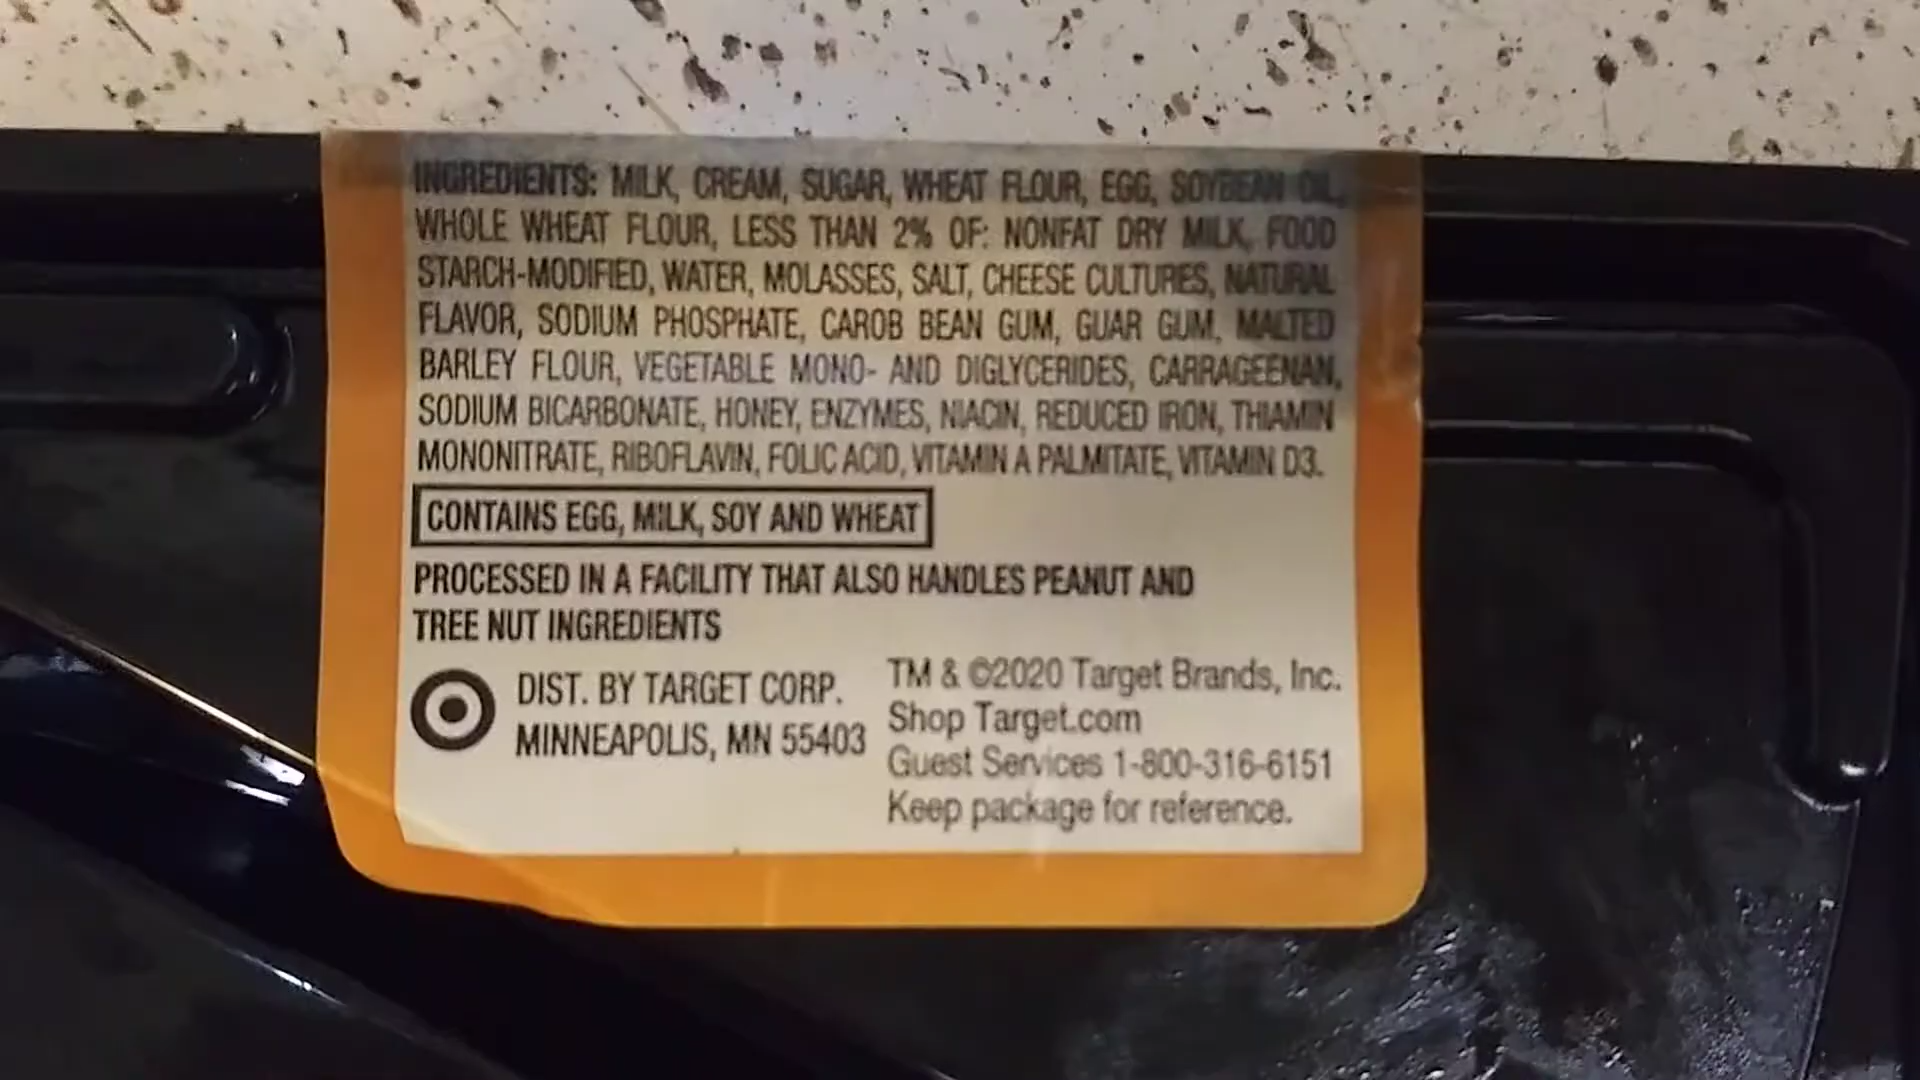 INGREDIENTS: MILK, CREAM, SUGAR, WHEAT FLOUR, EGG, SOYBEAN OIL,
WHOLE WHEAT FLOUR, LESS THAN 2% OF: NONFAT DRY MILK, FOOD
STARCH-MODIFIED, WATER, MOLASSES, SALT, CHEESE CULTURES, NATURAL
FLAVOR, SODIUM PHOSPHATE, CAROB BEAN GUM, GUAR GUM, MALTED
BARLEY FLOUR, VEGETABLE MONO- AND DIGLYCERIDES, CARRAGEENAN,
SODIUM BICARBONATE, HONEY, ENZYMES, NIACIN, REDUCED IRON, THIAMIN
MONONITRATE, RIBOFLAVIN, FOLIC ACID, VITAMIN A PALMITATE, VITAMIN D3.
CONTAINS EGG, MILK, SOY AND WHEAT
PROCESSED IN A FACILITY THAT ALSO HANDLES PEANUT AND
TREE NUT INGREDIENTS
DIST. BY TARGET CORP.
MINNEAPOLIS, MN 55403
TM & ©2020 Target Brands, Inc.
Shop Target.com
Guest Services 1-800-316-6151
Keep package for reference.